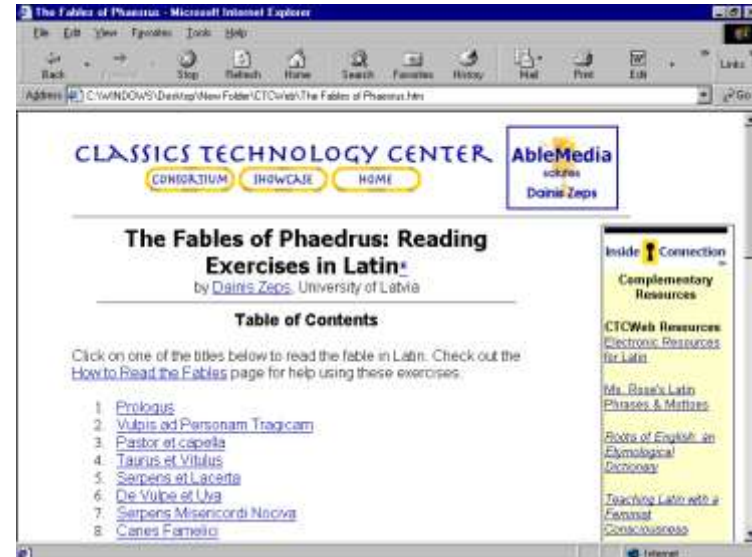 The Fables of Phaedrus - Microsoft Internet Explorer
File Edit View Favorites Tools Help
Back Stop Refresh Home Search Favorites History Mail Print Edit Links
Address C:\WINDOWS\Desktop\New Folder\CTCWeb\The Fables of Phaedrus.htm Go
CLASSICS TECHNOLOGY CENTER
CONSORTIUM SHOWCASE HOME
AbleMedia
salutes
Dainis Zeps
The Fables of Phaedrus: Reading
Exercises in Latin*
by Dainis Zeps, University of Latvia
Table of Contents
Click on one of the titles below to read the fable in Latin. Check out the
How to Read the Fables page for help using these exercises.
1. Prologus
2. Vulpis ad Personam Tragicam
3. Pastor et capella
4. Taurus et Vitulus
5. Serpens et Lacerta
6. De Vulpe et Uva
7. Serpens Misericordi Nociva
8. Canes Famelici
Inside Connection
Complementary
Resources
CTCWeb Resources
Electronic Resources
for Latin
Ms. Rose's Latin
Phrases & Mottoes
Roots of English: an
Etymological
Dictionary
Teaching Latin with a
Feminist
Consciousness
Internet